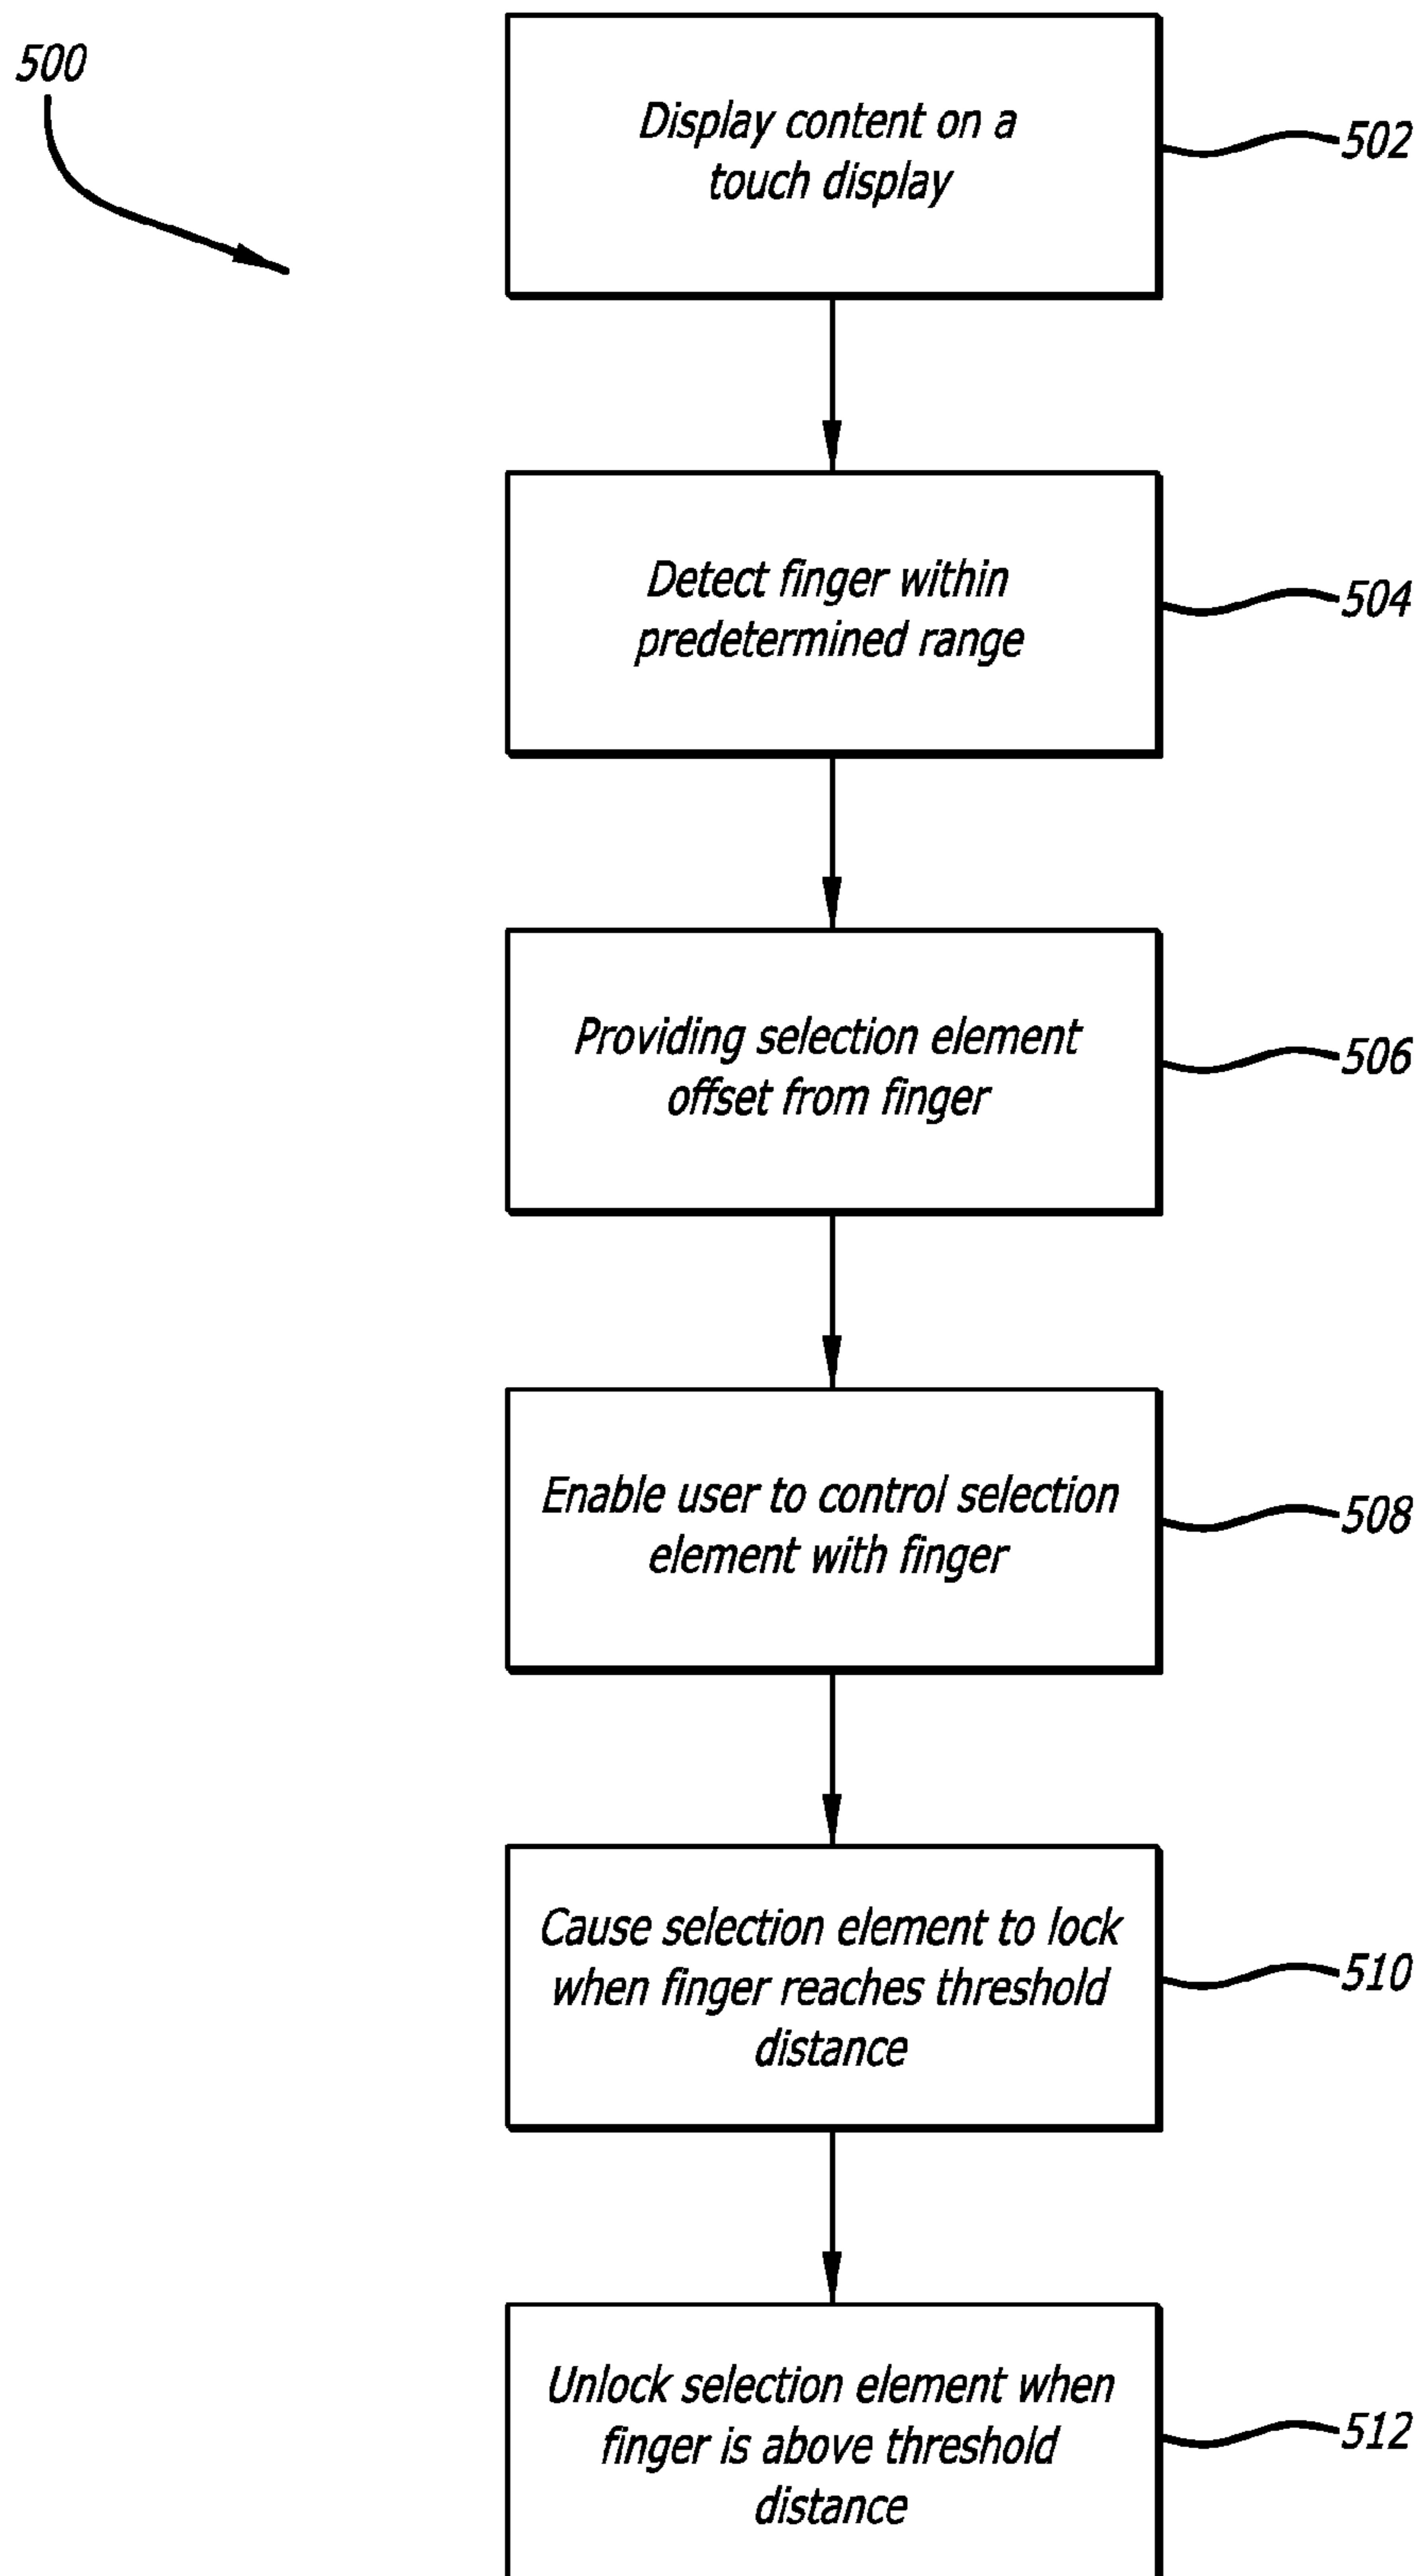 500
Display content on a
touch display
502
Detect finger within
predetermined range
504
Providing selection element
offset from finger
506
Enable user to control selection
element with finger
508
Cause selection element to lock
when finger reaches threshold
distance
510
Unlock selection element when
finger is above threshold
distance
512